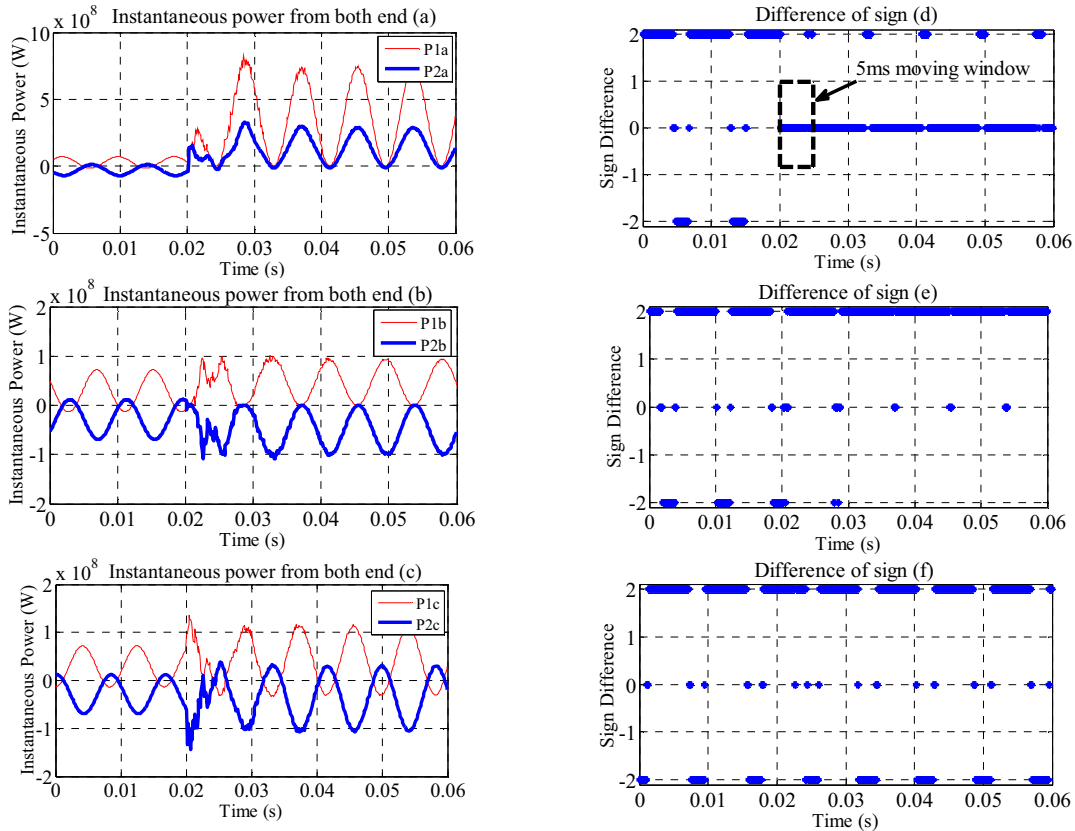 x 10^8 Instantaneous power from both end (a)
Instantaneous Power (W)
10
5
0
-5
P1a
P2a
0 0.01 0.02 0.03 0.04 0.05 0.06
Time (s)
Difference of sign (d)
Sign Difference
2
1
0
-1
-2
5ms moving window
0 0.01 0.02 0.03 0.04 0.05 0.06
Time (s)
x 10^8 Instantaneous power from both end (b)
Instantaneous Power (W)
2
1
0
-1
-2
P1b
P2b
0 0.01 0.02 0.03 0.04 0.05 0.06
Time (s)
Difference of sign (e)
Sign Difference
2
1
0
-1
-2
0 0.01 0.02 0.03 0.04 0.05 0.06
Time (s)
x 10^8 Instantaneous power from both end (c)
Instantaneous Power (W)
2
1
0
-1
-2
P1c
P2c
0 0.01 0.02 0.03 0.04 0.05 0.06
Time (s)
Difference of sign (f)
Sign Difference
2
1
0
-1
-2
0 0.01 0.02 0.03 0.04 0.05 0.06
Time (s)